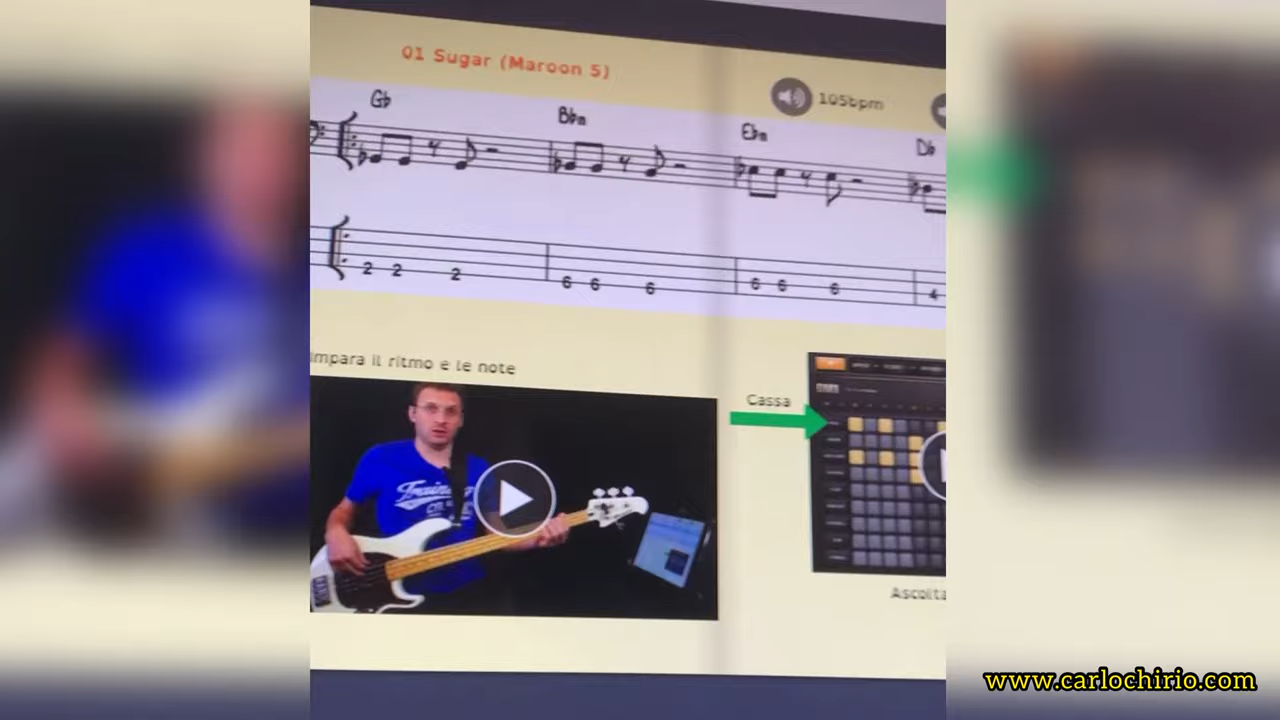 01 Sugar (Maroon 5)
105bpm
Gb
Bbm
Ebm
Db
2 2 2
6 6 6
6 6 6
4
Impara il ritmo e le note
Cassa
Ascolta
www.carlochirio.com